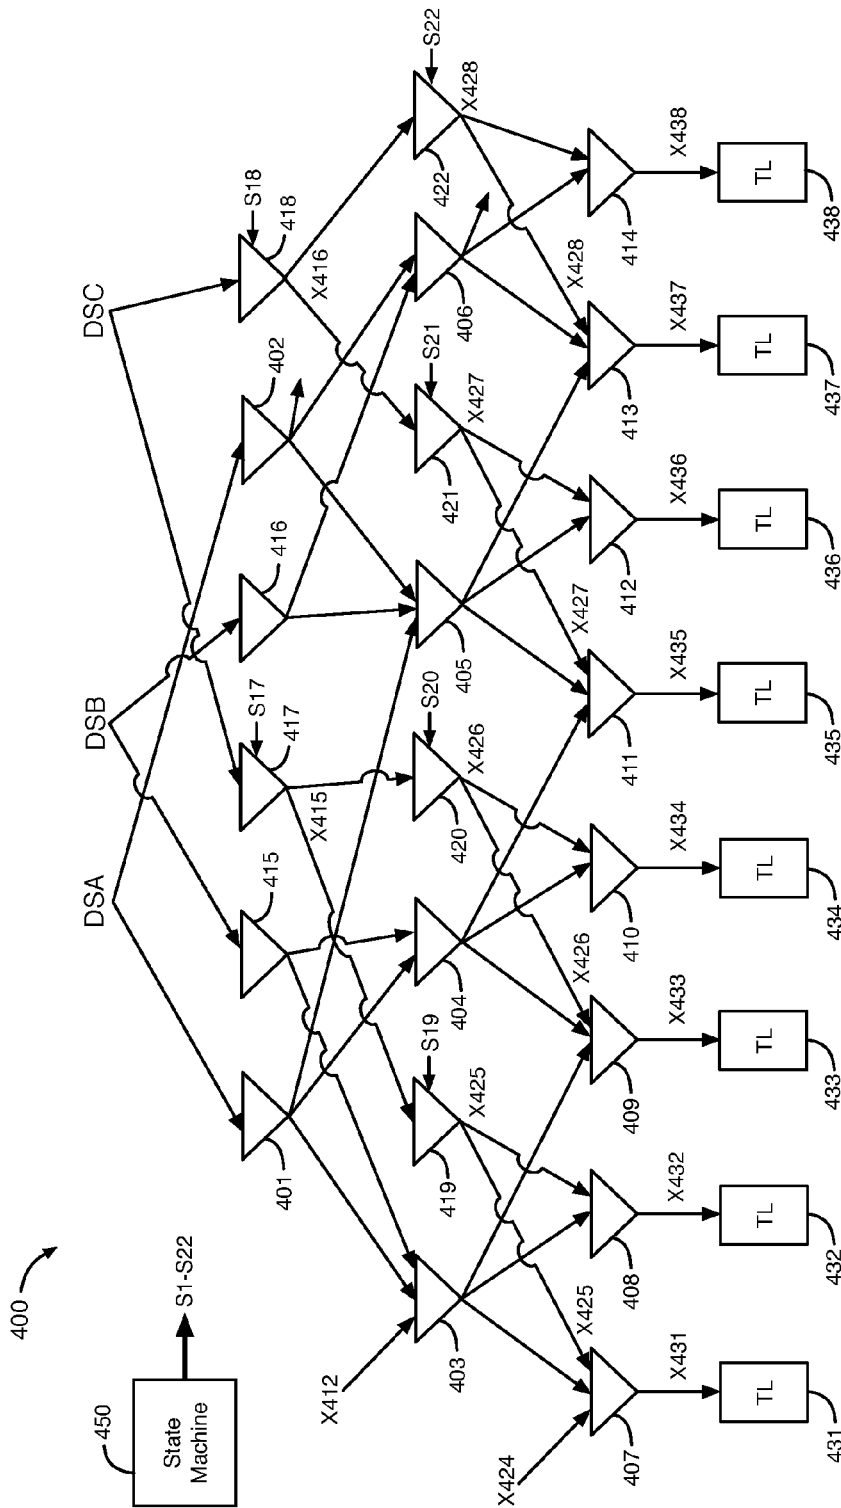 400
450
State
Machine
S1-S22
DSA
DSB
DSC
401
415
S17
417
X415
416
402
S18
418
X416
X412
403
S19
419
X425
404
S20
420
X426
405
S21
421
X427
406
S22
422
X428
X424
407
X425
408
409
X426
410
411
X427
412
413
X428
414
X431
X432
X433
X434
X435
X436
X437
X438
TL
TL
TL
TL
TL
TL
TL
TL
431
432
433
434
435
436
437
438